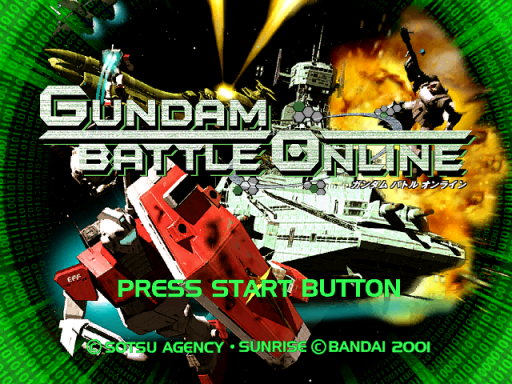 GUNDAM
BATTLE ONLINE
ガンダム バトル オンライン
EFF
PRESS START BUTTON
©SOTSU AGENCY・SUNRISE ©BANDAI 2001